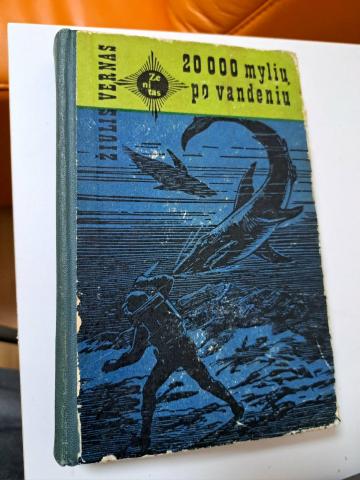 ŽIULIS VERNAS
Ze
ni
tas
20 000 mylių
po vandeniu